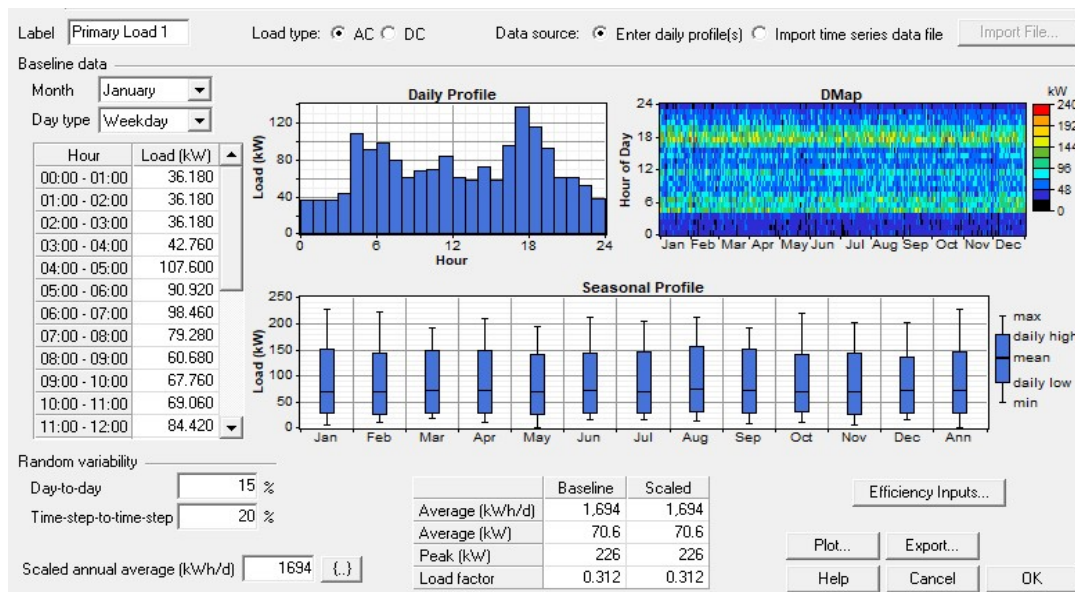 Label Primary Load 1 Load type: AC DC Data source: Enter daily profile(s) Import time series data file Import File...
Baseline data
Month January
Day type Weekday
Hour Load (kW)
00:00 - 01:00 36.180
01:00 - 02:00 36.180
02:00 - 03:00 36.180
03:00 - 04:00 42.760
04:00 - 05:00 107.600
05:00 - 06:00 90.920
06:00 - 07:00 98.460
07:00 - 08:00 79.280
08:00 - 09:00 60.680
09:00 - 10:00 67.760
10:00 - 11:00 69.060
11:00 - 12:00 84.420
Daily Profile
Load (kW)
120
80
40
0
0 6 12 18 24
Hour
DMap
Hour of Day
24
18
12
6
0
Jan Feb Mar Apr May Jun Jul Aug Sep Oct Nov Dec
kW
240
192
144
96
48
0
Seasonal Profile
Load (kW)
250
200
150
100
50
0
Jan Feb Mar Apr May Jun Jul Aug Sep Oct Nov Dec Ann
max
daily high
mean
daily low
min
Random variability
Day-to-day 15 %
Time-step-to-time-step 20 %
Scaled annual average (kWh/d) 1694 {..}
Baseline Scaled
Average (kWh/d) 1,694 1,694
Average (kW) 70.6 70.6
Peak (kW) 226 226
Load factor 0.312 0.312
Efficiency Inputs...
Plot... Export...
Help Cancel OK